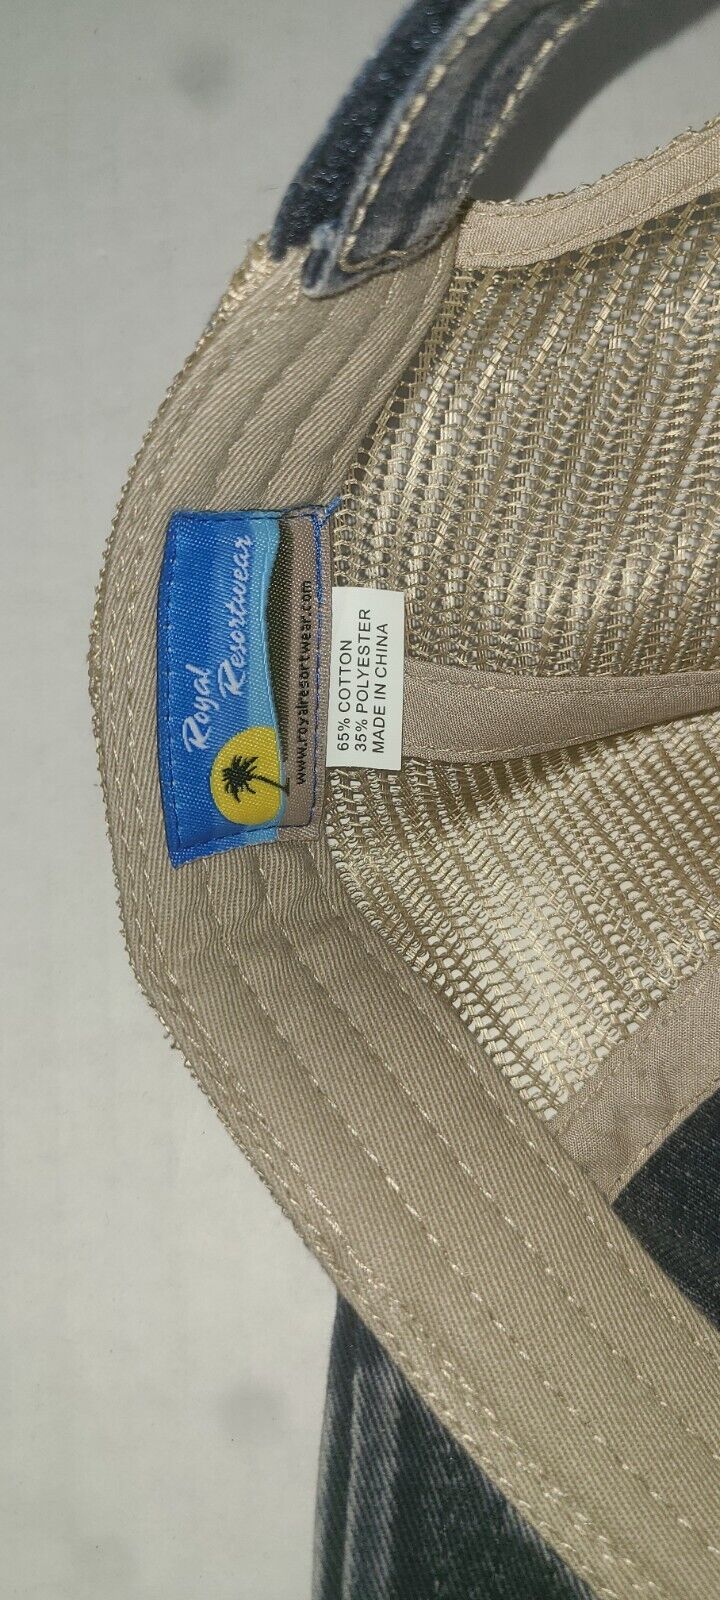 Royal
Resortwear
www.royalresortwear.com
65% COTTON
35% POLYESTER
MADE IN CHINA